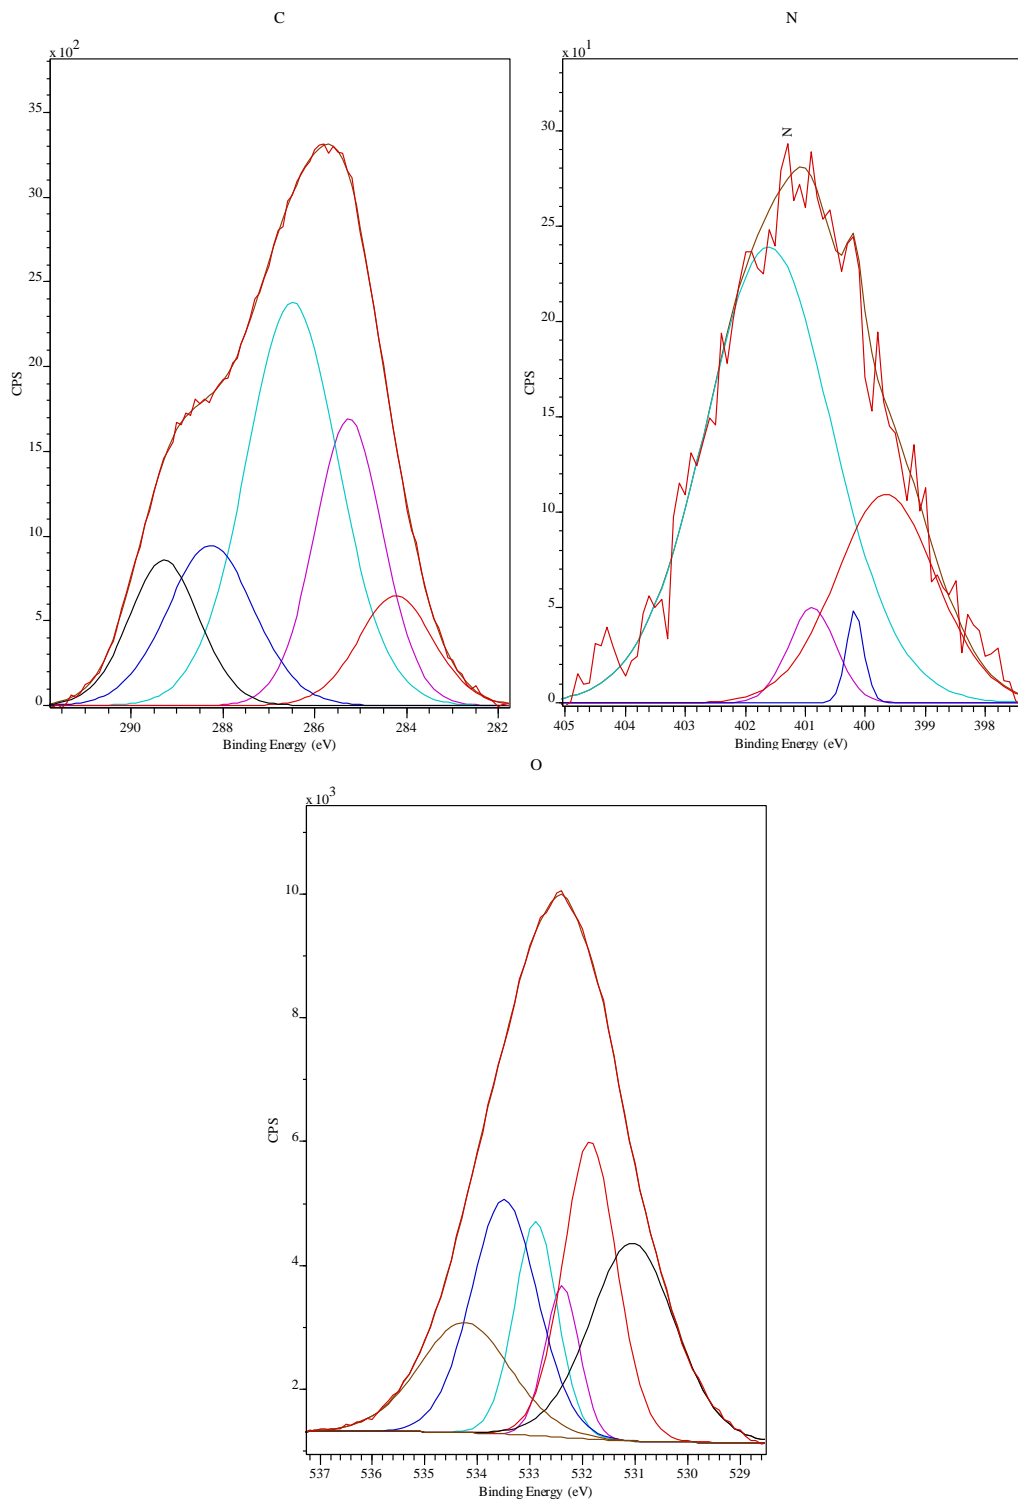 C
x 10^2
35
30
25
20
15
10
5
0
CPS
290 288 286 284 282
Binding Energy (eV)
N
x 10^1
N
30
25
20
15
10
5
0
CPS
405 404 403 402 401 400 399 398
Binding Energy (eV)
O
x 10^3
10
8
6
4
2
CPS
537 536 535 534 533 532 531 530 529
Binding Energy (eV)